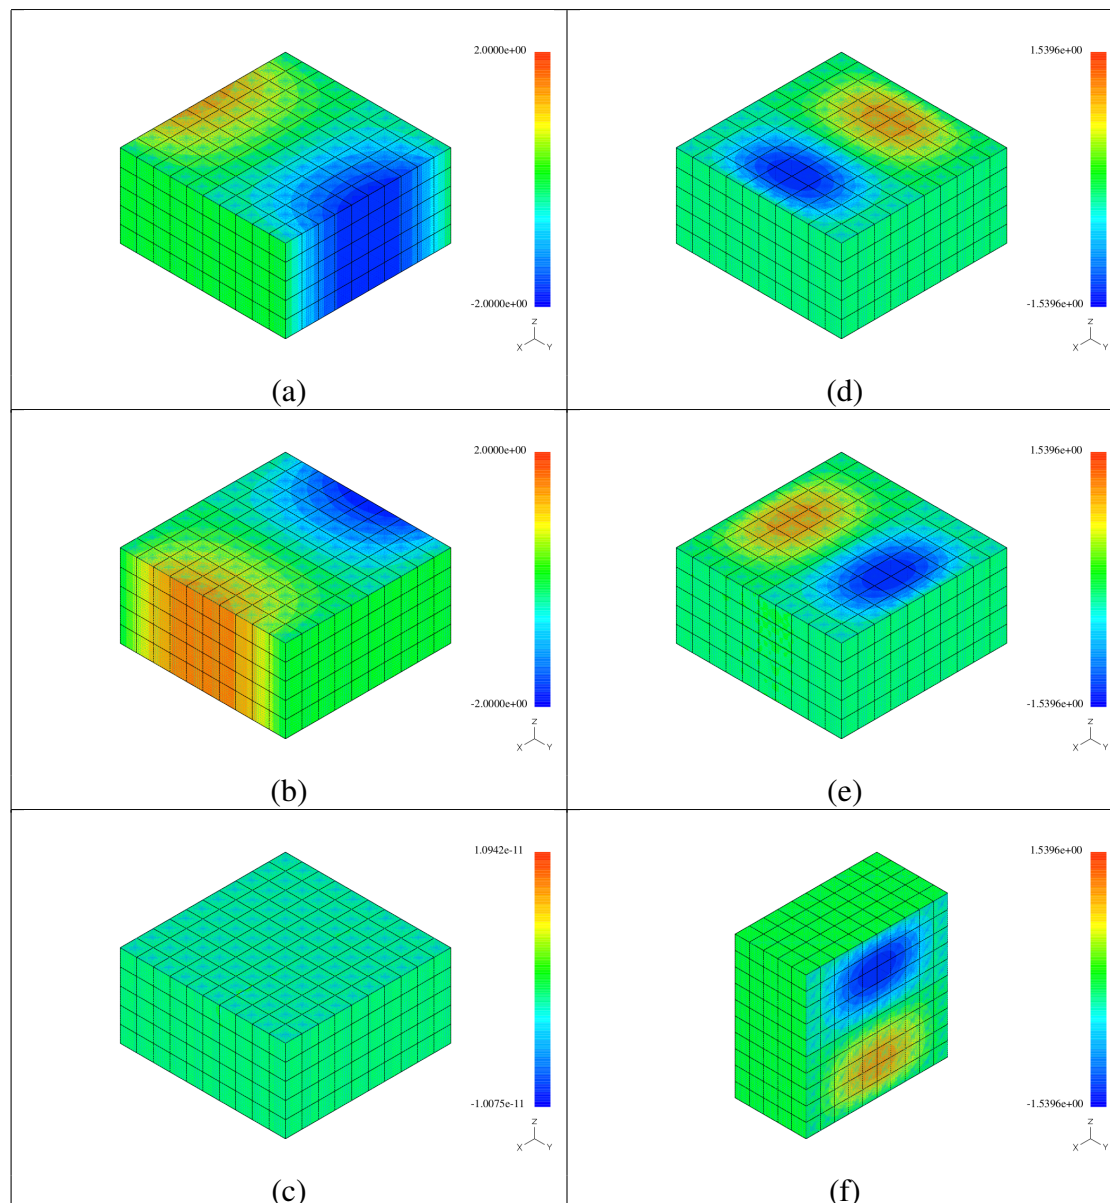 2.0000e+00
-2.0000e+00
Z
X Y
(a)
1.5396e+00
-1.5396e+00
Z
X Y
(d)
2.0000e+00
-2.0000e+00
Z
X Y
(b)
1.5396e+00
-1.5396e+00
Z
X Y
(e)
1.0942e-11
-1.0075e-11
Z
X Y
(c)
1.5396e+00
-1.5396e+00
Z
X Y
(f)